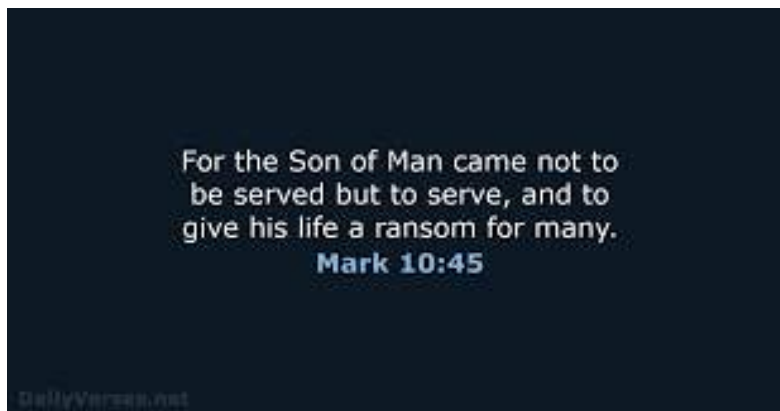 For the Son of Man came not to
be served but to serve, and to
give his life a ransom for many.
Mark 10:45
DailyVerses.net